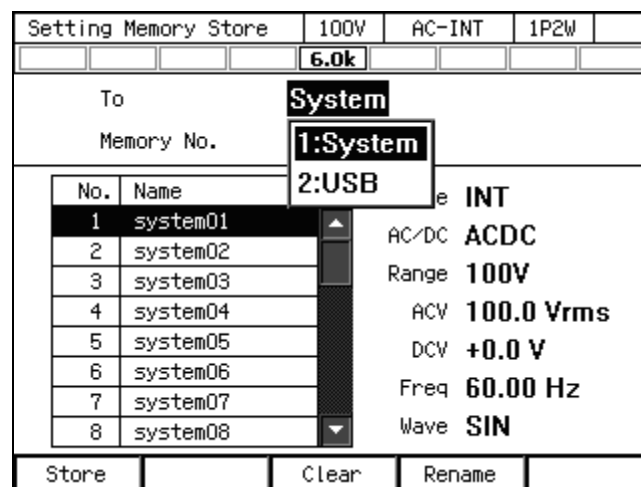 Setting Memory Store 100V AC-INT 1P2W
6.0k
To System
Memory No. 1:System
2:USB
No. Name
e INT
1 system01
AC/DC ACDC
2 system02
3 system03
Range 100V
4 system04
ACV 100.0 Vrms
5 system05
DCV +0.0 V
6 system06
Freq 60.00 Hz
7 system07
8 system08
Wave SIN
Store Clear Rename